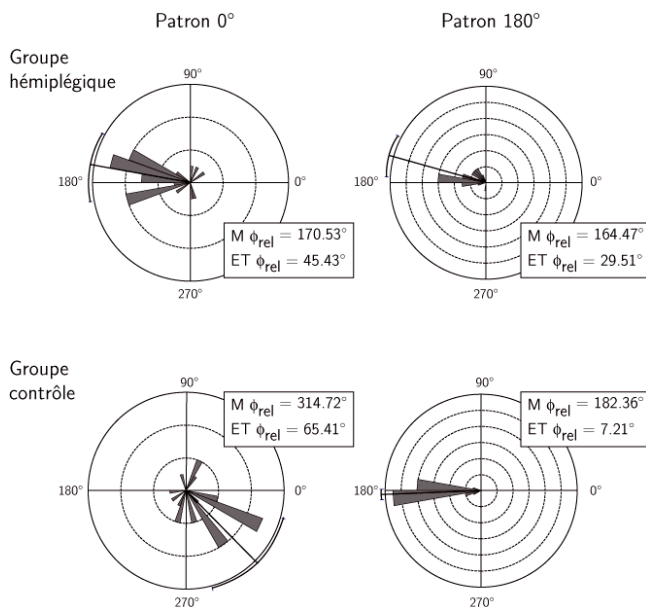 Patron 0°
Patron 180°
Groupe
hémiplégique
90°
180°
0°
270°
M ϕrel = 170.53°
ET ϕrel = 45.43°
90°
180°
0°
270°
M ϕrel = 164.47°
ET ϕrel = 29.51°
Groupe
contrôle
90°
180°
0°
270°
M ϕrel = 314.72°
ET ϕrel = 65.41°
90°
180°
0°
270°
M ϕrel = 182.36°
ET ϕrel = 7.21°